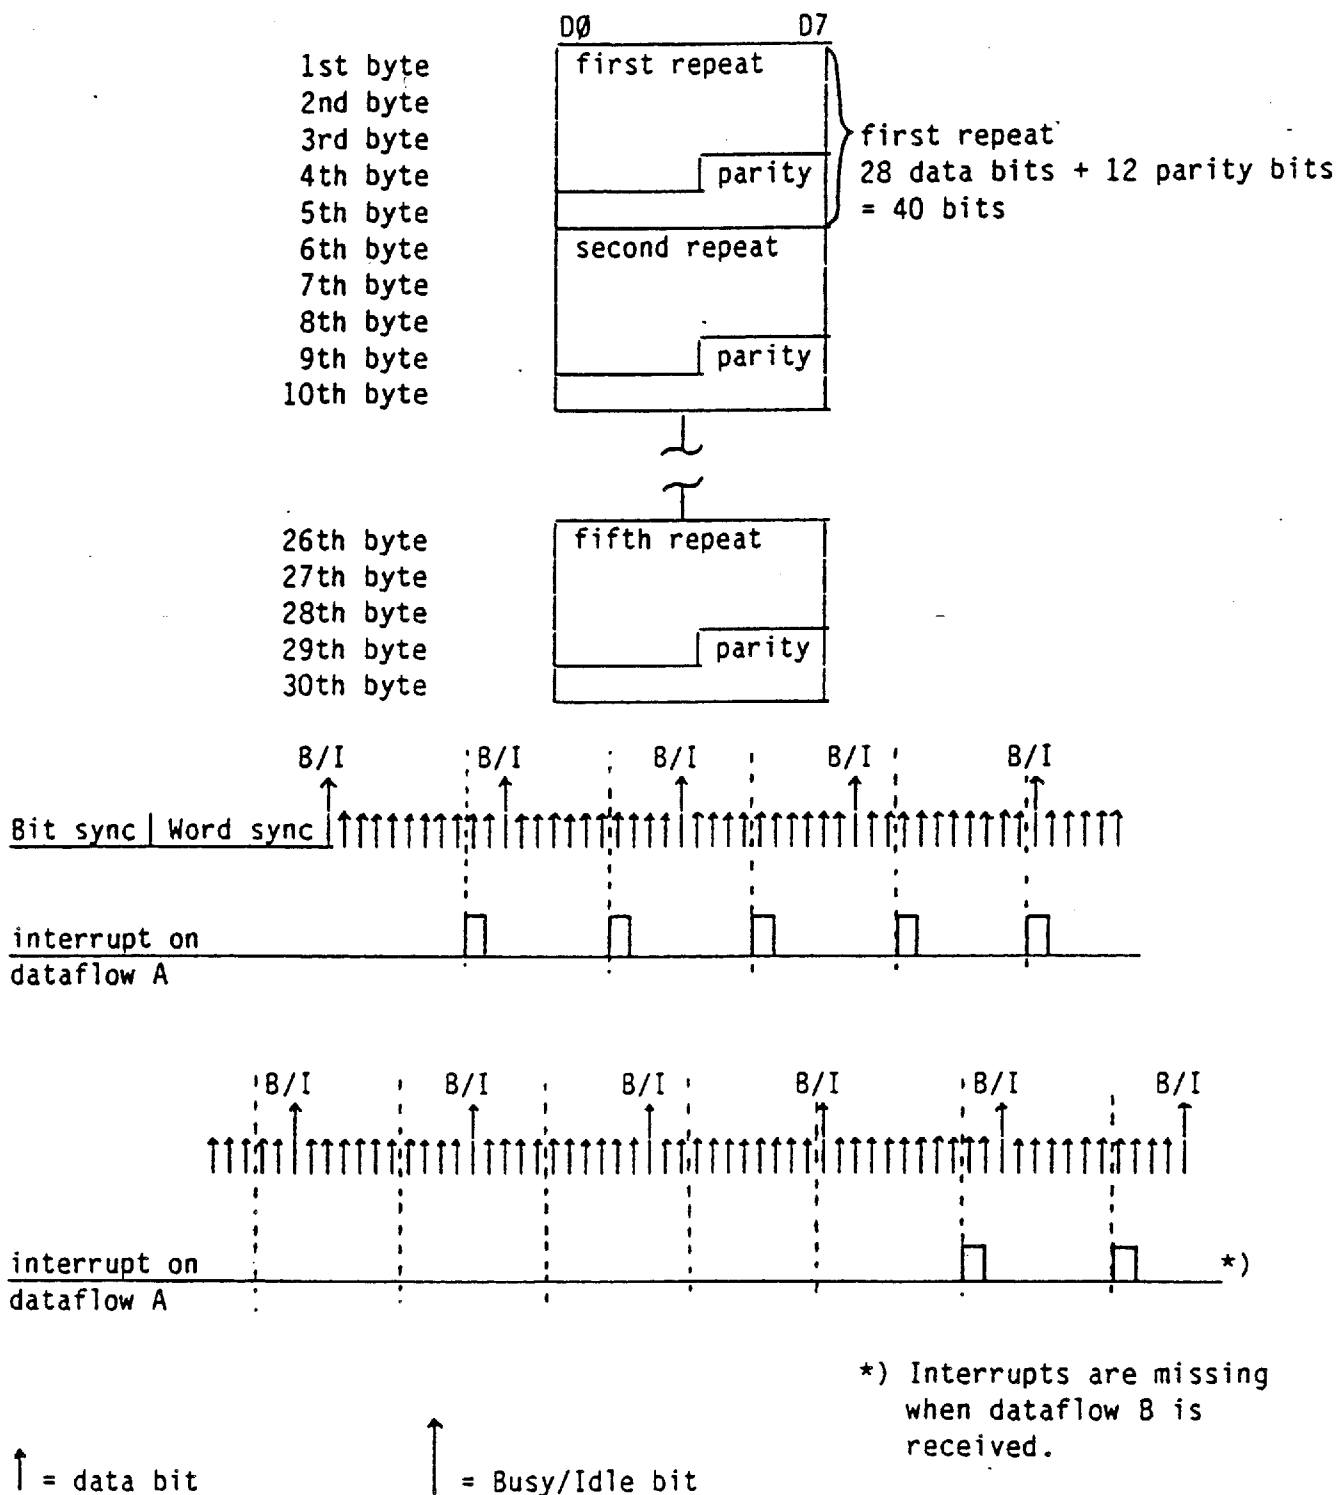 DØ D7
1st byte first repeat
2nd byte
3rd byte first repeat
4th byte parity 28 data bits + 12 parity bits
5th byte = 40 bits
6th byte second repeat
7th byte
8th byte
9th byte parity
10th byte
26th byte fifth repeat
27th byte
28th byte
29th byte parity
30th byte
B/I B/I B/I B/I B/I
Bit sync | Word sync
interrupt on
dataflow A
B/I B/I B/I B/I B/I B/I
interrupt on *)
dataflow A
*) Interrupts are missing
when dataflow B is
received.
↑ = data bit ↑ = Busy/Idle bit